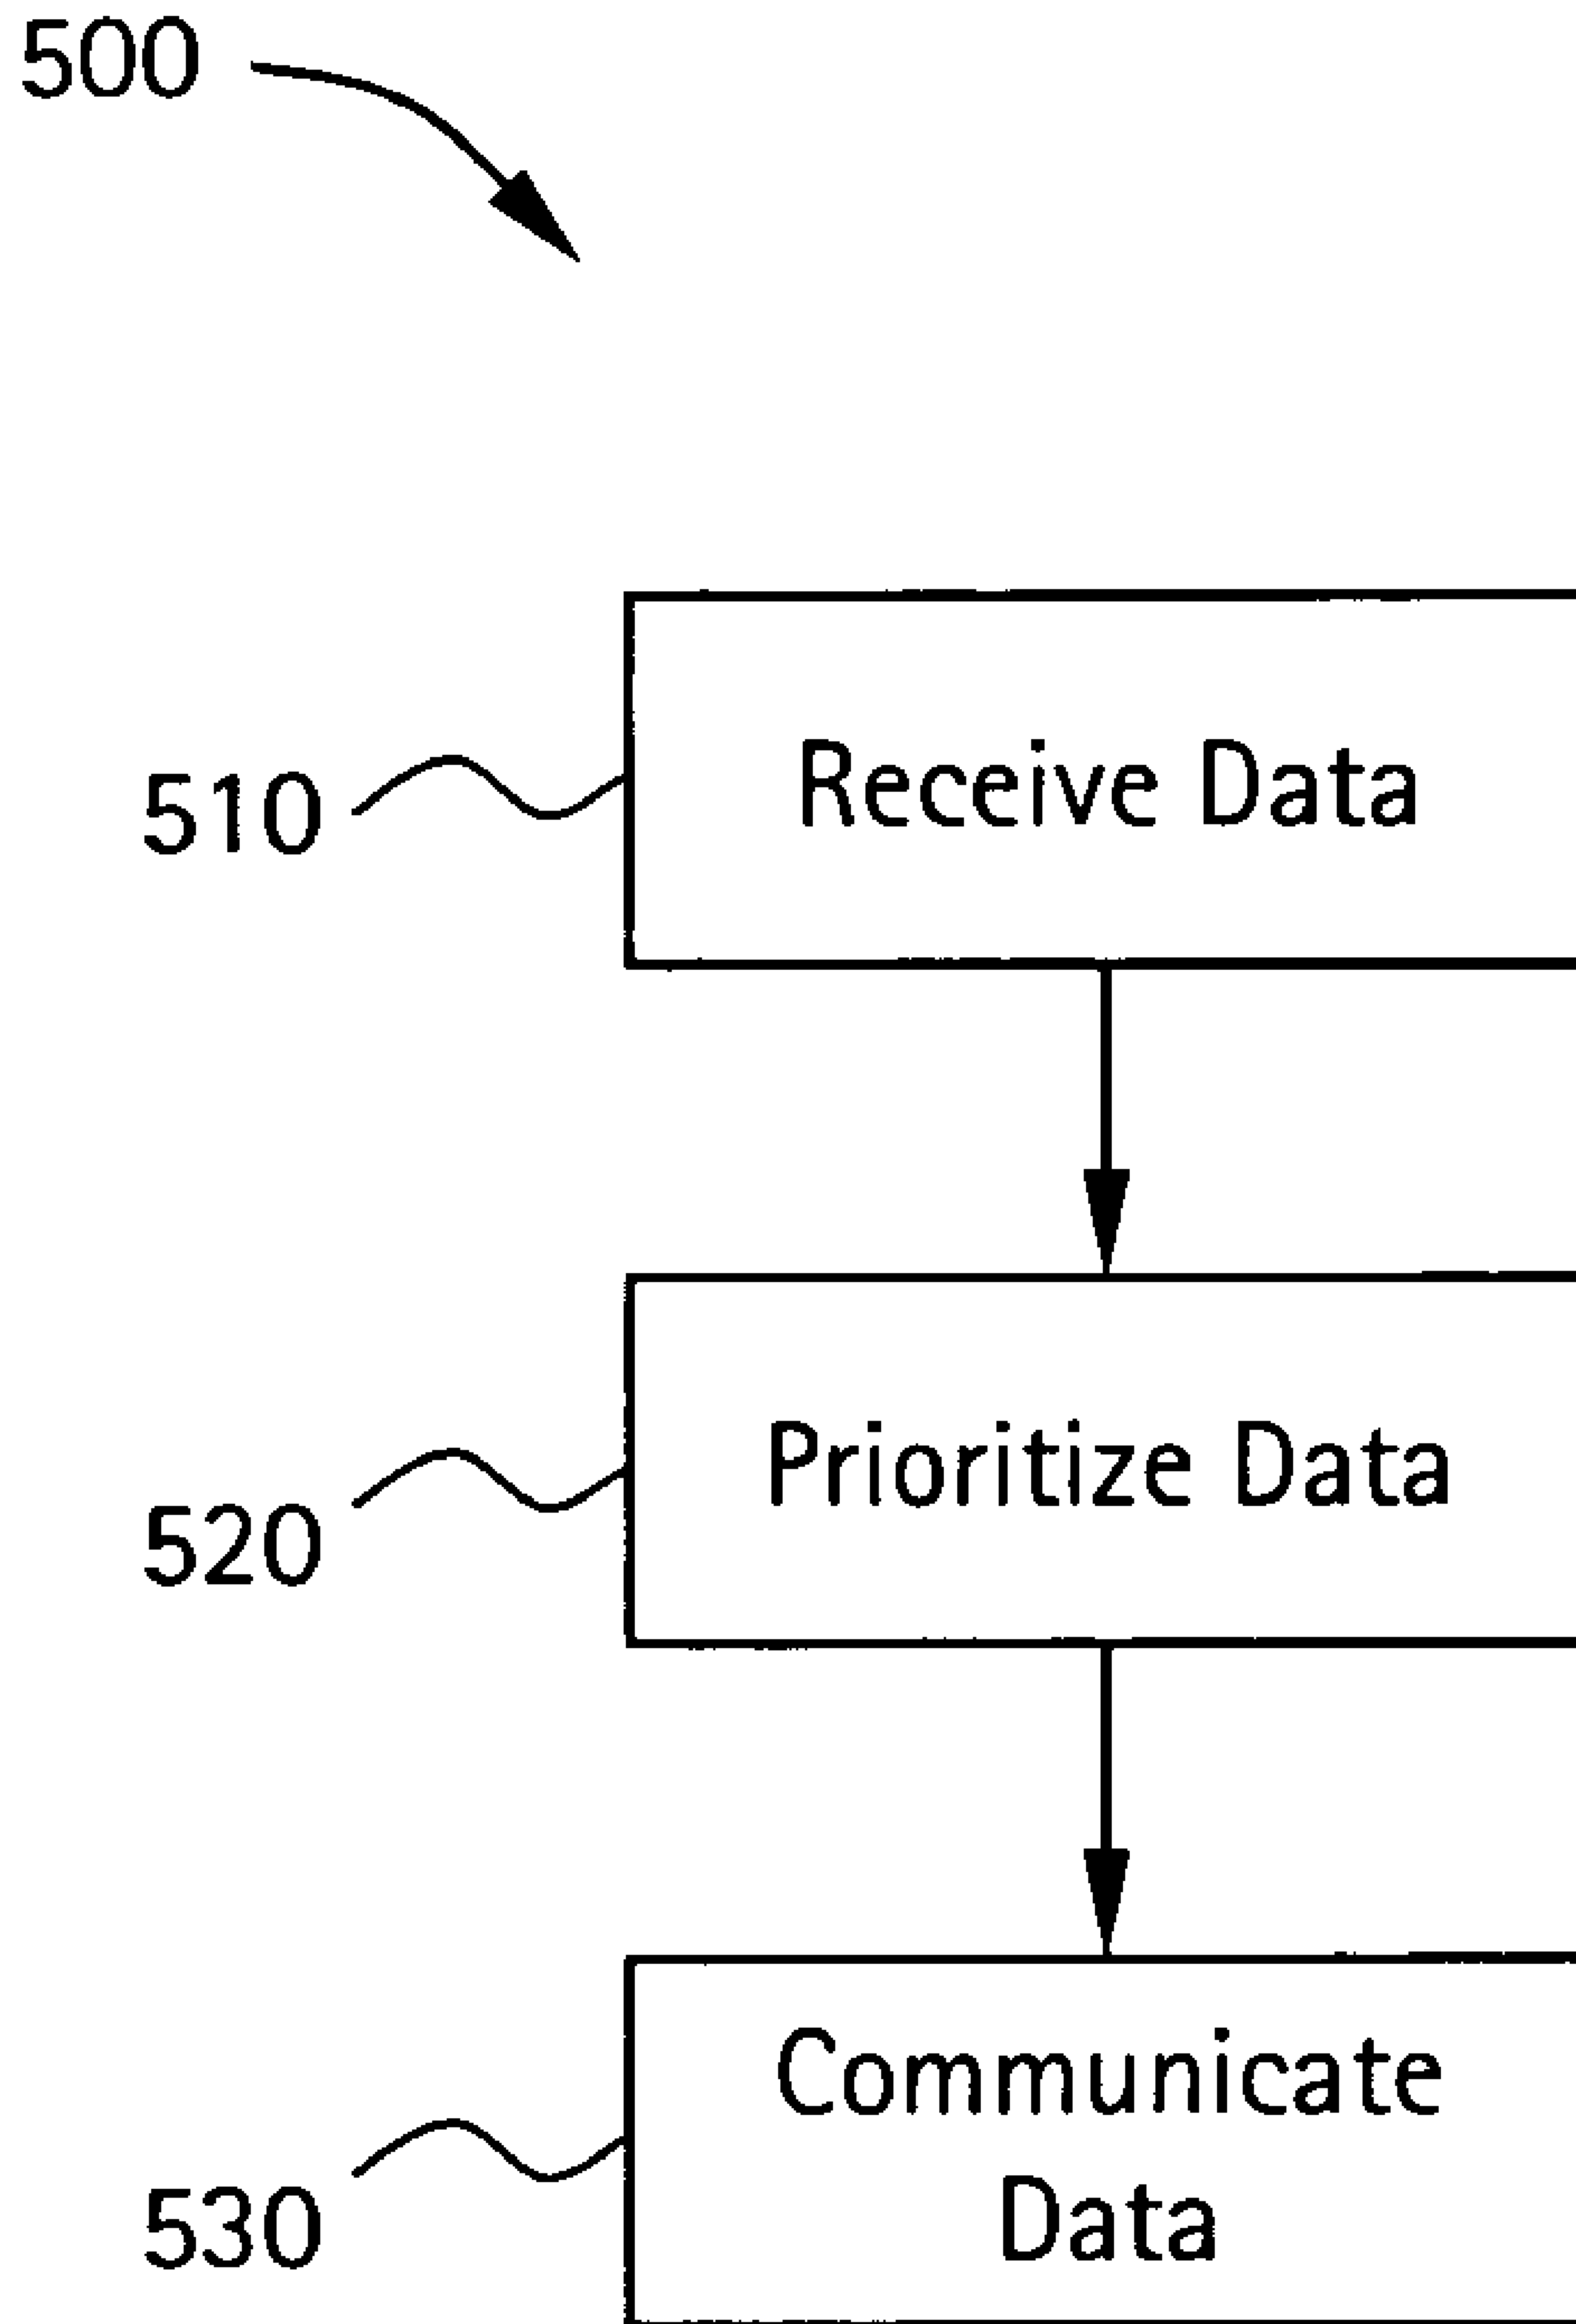 500
510
Receive Data
520
Prioritize Data
530
Communicate
Data